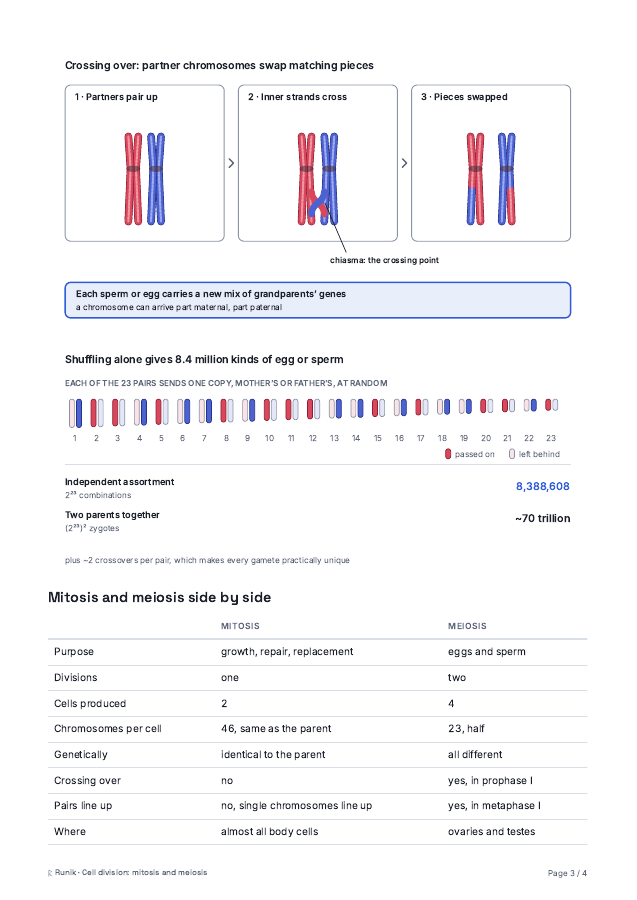 Crossing over: partner chromosomes swap matching pieces
1 · Partners pair up
2 · Inner strands cross
3 · Pieces swapped
chiasma: the crossing point
Each sperm or egg carries a new mix of grandparents’ genes
a chromosome can arrive part maternal, part paternal
Shuffling alone gives 8.4 million kinds of egg or sperm
EACH OF THE 23 PAIRS SENDS ONE COPY, MOTHER’S OR FATHER’S, AT RANDOM
1 2 3 4 5 6 7 8 9 10 11 12 13 14 15 16 17 18 19 20 21 22 23
passed on left behind
Independent assortment 8,388,608
2²³ combinations
Two parents together ~70 trillion
(2²³)² zygotes
plus ~2 crossovers per pair, which makes every gamete practically unique
Mitosis and meiosis side by side
MITOSIS MEIOSIS
Purpose growth, repair, replacement eggs and sperm
Divisions one two
Cells produced 2 4
Chromosomes per cell 46, same as the parent 23, half
Genetically identical to the parent all different
Crossing over no yes, in prophase I
Pairs line up no, single chromosomes line up yes, in metaphase I
Where almost all body cells ovaries and testes
Runik · Cell division: mitosis and meiosis Page 3 / 4